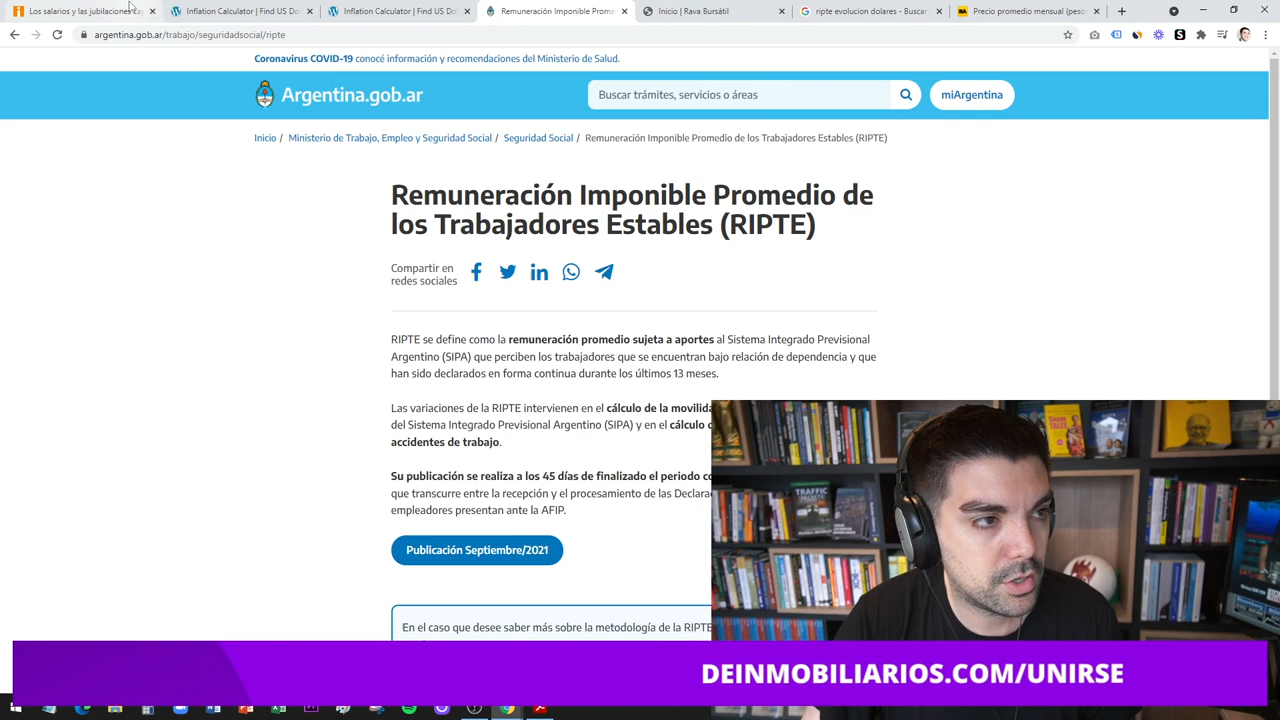 Los salarios y las jubilaciones
Inflation Calculator | Find US Do
Inflation Calculator | Find US Do
Remuneración Imponible Prome
Inicio | Rava Bursátil
ripte evolucion dolares - Buscar
Precio promedio mensual (peso
argentina.gob.ar/trabajo/seguridadsocial/ripte
Coronavirus COVID-19 conocé información y recomendaciones del Ministerio de Salud.
Argentina.gob.ar
Buscar trámites, servicios o áreas
miArgentina
Inicio / Ministerio de Trabajo, Empleo y Seguridad Social / Seguridad Social / Remuneración Imponible Promedio de los Trabajadores Estables (RIPTE)
Remuneración Imponible Promedio de
los Trabajadores Estables (RIPTE)
Compartir en
redes sociales
RIPTE se define como la remuneración promedio sujeta a aportes al Sistema Integrado Previsional
Argentino (SIPA) que perciben los trabajadores que se encuentran bajo relación de dependencia y que
han sido declarados en forma continua durante los últimos 13 meses.
Las variaciones de la RIPTE intervienen en el cálculo de la movilida
del Sistema Integrado Previsional Argentino (SIPA) y en el cálculo
accidentes de trabajo.
Su publicación se realiza a los 45 días de finalizado el periodo co
que transcurre entre la recepción y el procesamiento de las Declara
empleadores presentan ante la AFIP.
Publicación Septiembre/2021
En el caso que desee saber más sobre la metodología de la RIPTE
TRAFFIC
SECRETS
DEINMOBILIARIOS.COM/UNIRSE